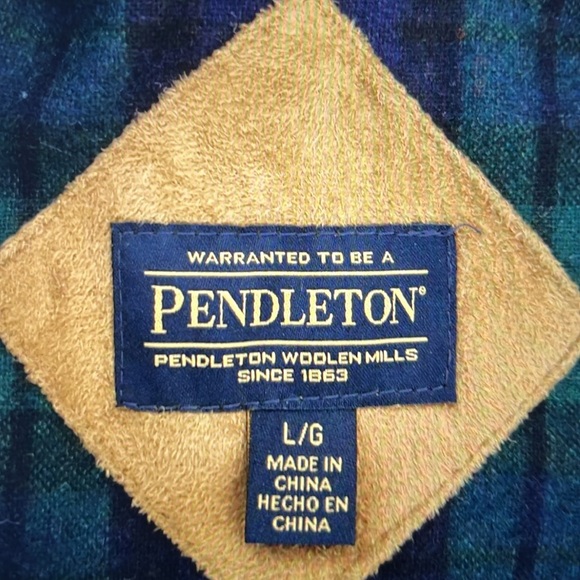 WARRANTED TO BE A
PENDLETON®
PENDLETON WOOLEN MILLS
SINCE 1863
L/G
MADE IN
CHINA
HECHO EN
CHINA